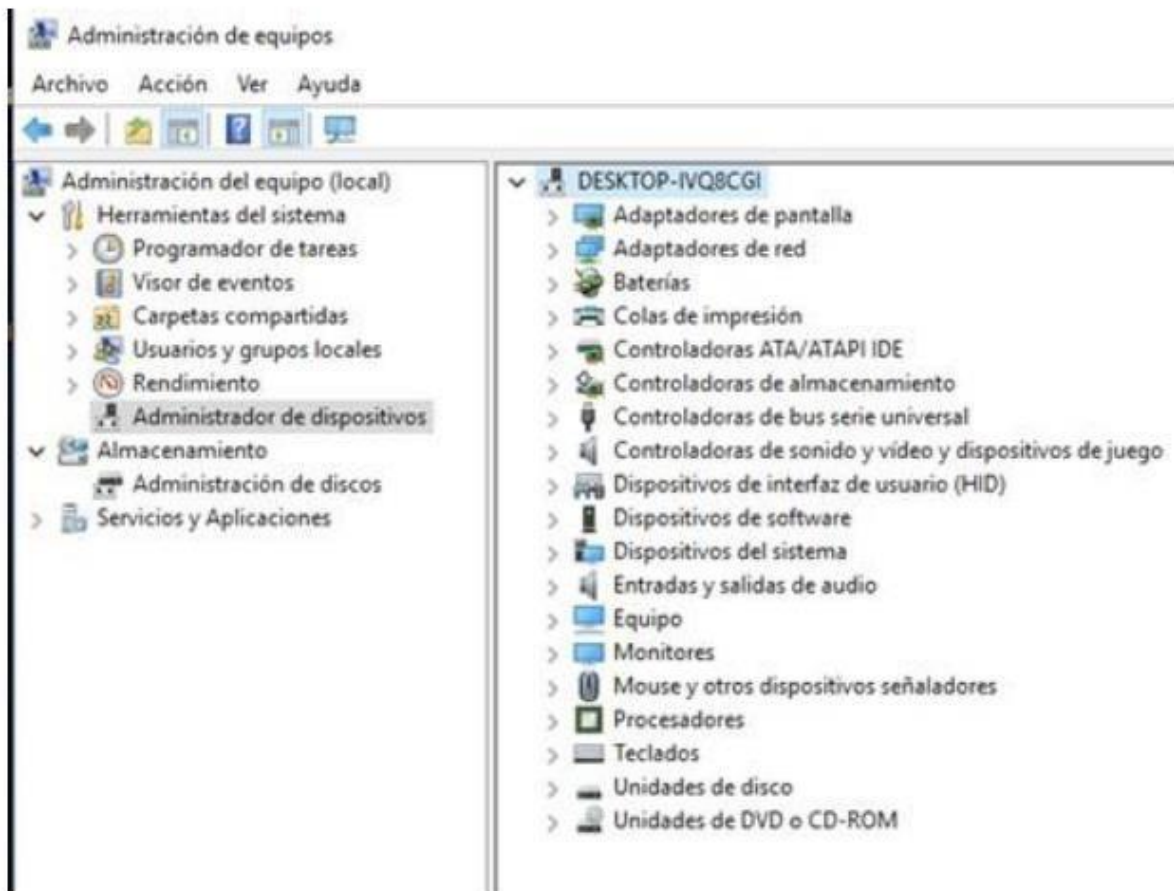 Administración de equipos
Archivo Acción Ver Ayuda
Administración del equipo (local)
Herramientas del sistema
Programador de tareas
Visor de eventos
Carpetas compartidas
Usuarios y grupos locales
Rendimiento
Administrador de dispositivos
Almacenamiento
Administración de discos
Servicios y Aplicaciones
DESKTOP-IVQ8CGI
Adaptadores de pantalla
Adaptadores de red
Baterías
Colas de impresión
Controladoras ATA/ATAPI IDE
Controladoras de almacenamiento
Controladoras de bus serie universal
Controladoras de sonido y vídeo y dispositivos de juego
Dispositivos de interfaz de usuario (HID)
Dispositivos de software
Dispositivos del sistema
Entradas y salidas de audio
Equipo
Monitores
Mouse y otros dispositivos señaladores
Procesadores
Teclados
Unidades de disco
Unidades de DVD o CD-ROM